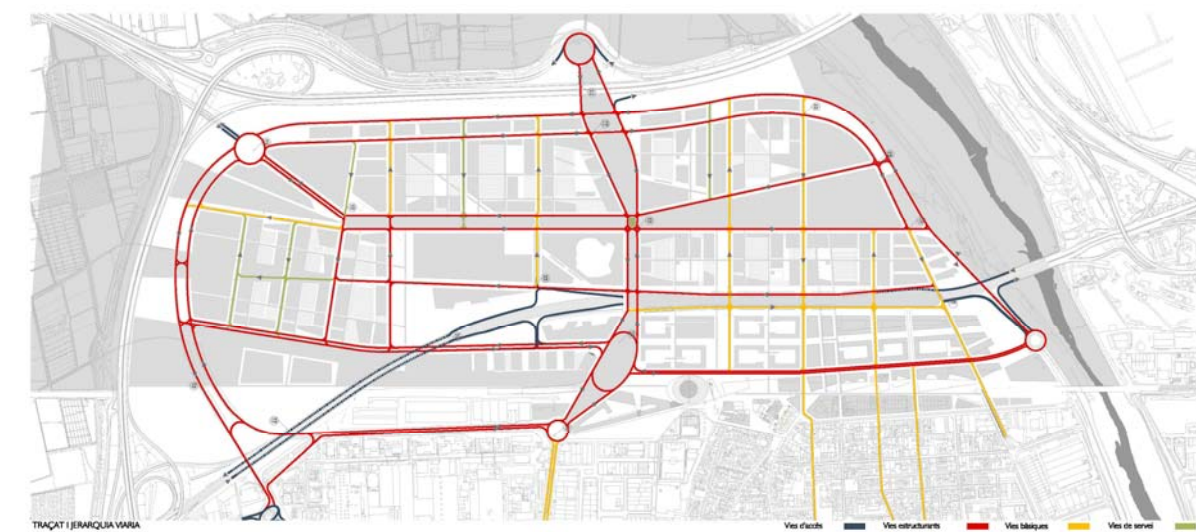 TRAÇAT I JERARQUIA VIARIA
Vies d'accés
Vies estructurants
Vies bàsiques
Vies de servei